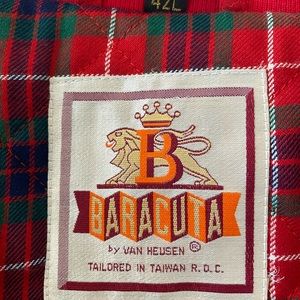 42L
B
BARACUTA
by VAN HEUSEN ®
TAILORED IN TAIWAN R.O.C.